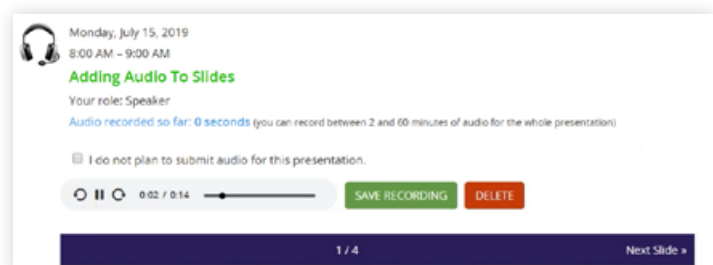 Monday, July 15, 2019
8:00 AM – 9:00 AM
Adding Audio To Slides
Your role: Speaker
Audio recorded so far: 0 seconds (you can record between 2 and 60 minutes of audio for the whole presentation)
I do not plan to submit audio for this presentation.
0:02 / 0:14 SAVE RECORDING DELETE
1 / 4 Next Slide »